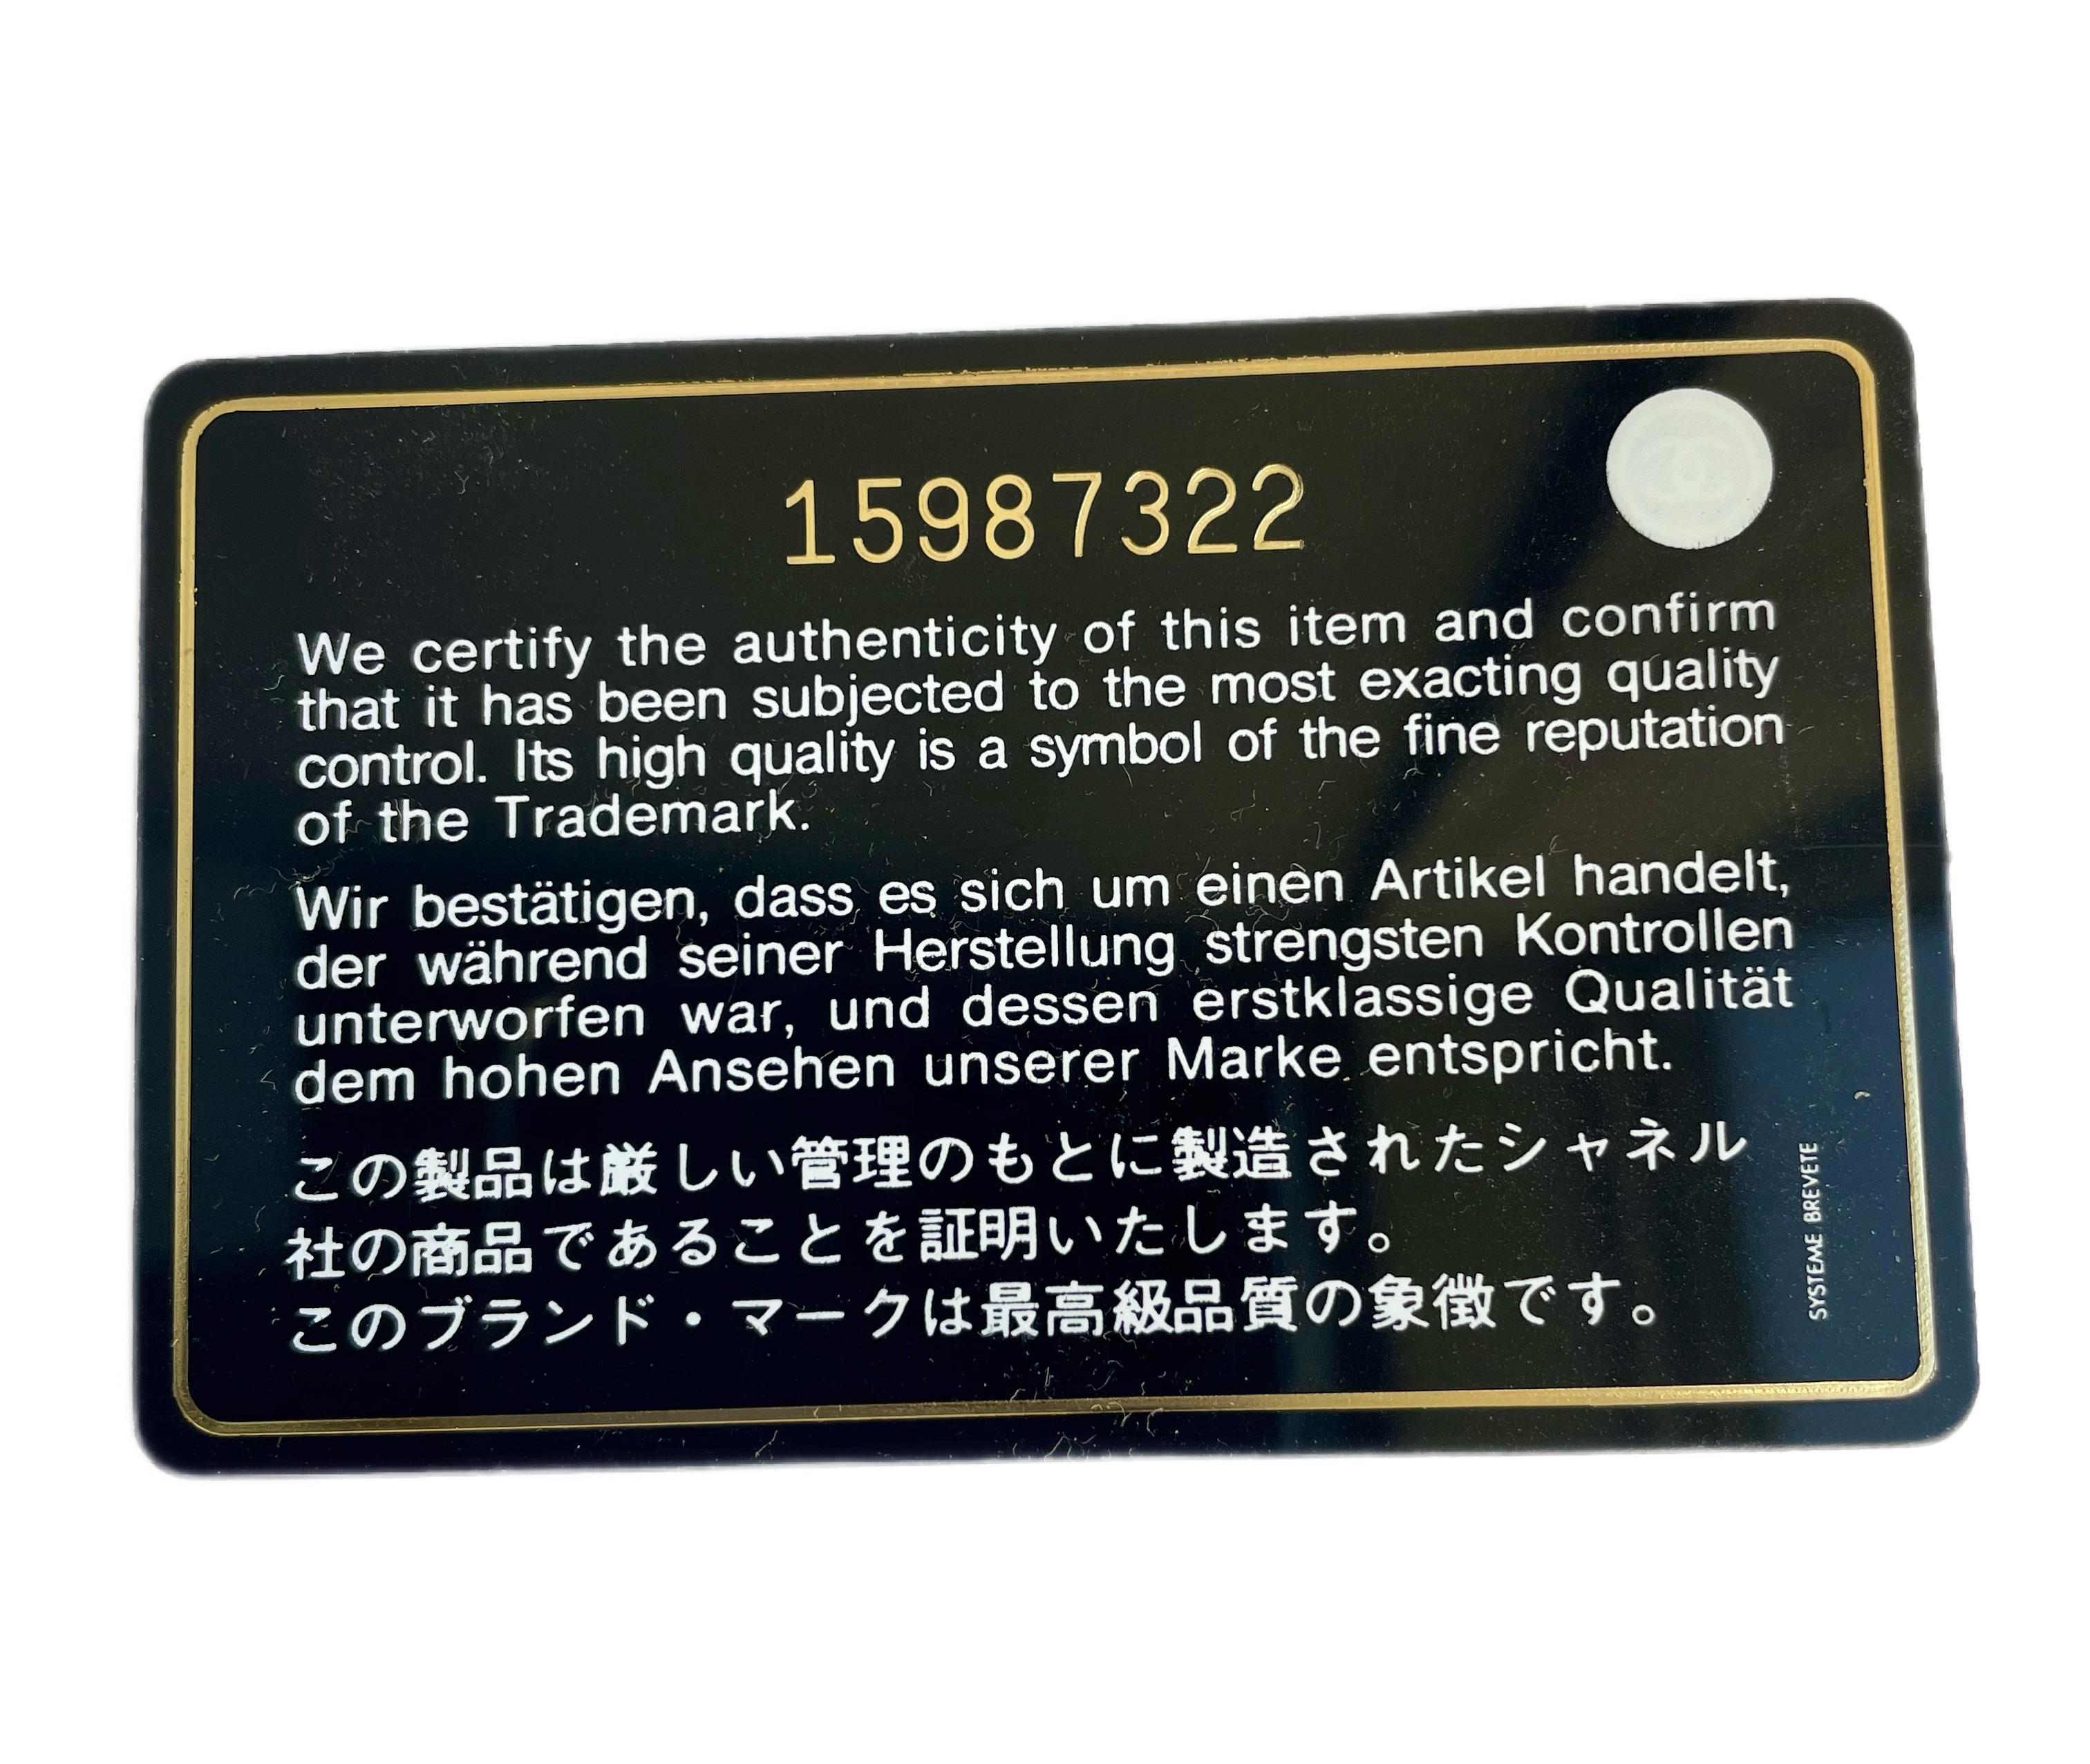 15987322
We certify the authenticity of this item and confirm
that it has been subjected to the most exacting quality
control. Its high quality is a symbol of the fine reputation
of the Trademark.
Wir bestätigen, dass es sich um einen Artikel handelt,
der während seiner Herstellung strengsten Kontrollen
unterworfen war, und dessen erstklassige Qualität
dem hohen Ansehen unserer Marke entspricht.
この製品は厳しい管理のもとに製造されたシャネル
社の商品であることを証明いたします。
このブランド・マークは最高級品質の象徴です。
SYSTEME BREVETE